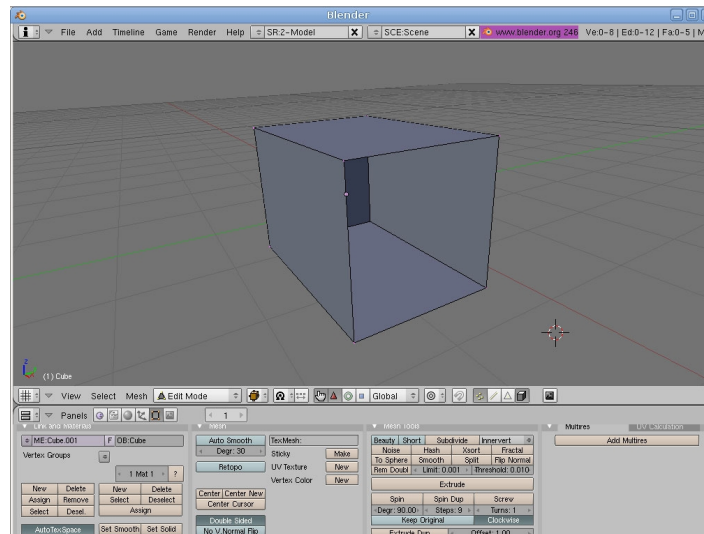 Blender
File Add Timeline Game Render Help SR:2-Model X SCE:Scene X www.blender.org 246 Ve:0-8 | Ed:0-12 | Fa:0-5 | M
z
(1) Cube
View Select Mesh Edit Mode Global
Panels 1
Link and Materials Mesh Mesh Tools Multires UV Calculation
ME:Cube.001 F OB:Cube Auto Smooth TexMesh: Beauty Short Subdivide Innervert Add Multires
Vertex Groups Degr: 30 Sticky Make Noise Hash Xsort Fractal
Retopo UV Texture New To Sphere Smooth Split Flip Normal
1 Mat 1 ? Vertex Color New Rem Doubl Limit: 0.001 Threshold: 0.010
Extrude
New Delete New Delete Center Center New Spin Spin Dup Screw
Assign Remove Select Deselect Center Cursor Degr: 90.00 Steps: 9 Turns: 1
Select Desel. Assign Keep Original Clockwise
Double Sided
AutoTexSpace Set Smooth Set Solid No V.Normal Flip Extrude Dup Offset: 1.00